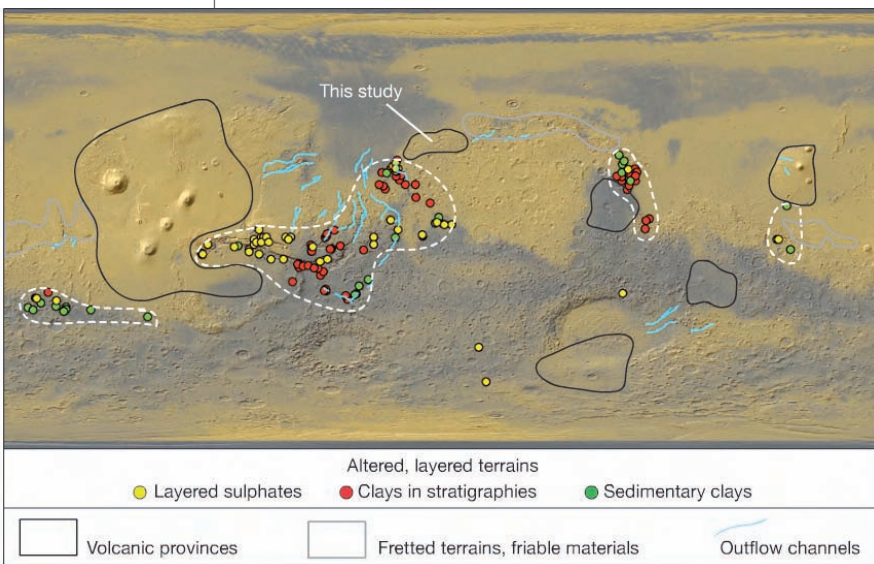 This study
Altered, layered terrains
Layered sulphates Clays in stratigraphies Sedimentary clays
Volcanic provinces Fretted terrains, friable materials Outflow channels